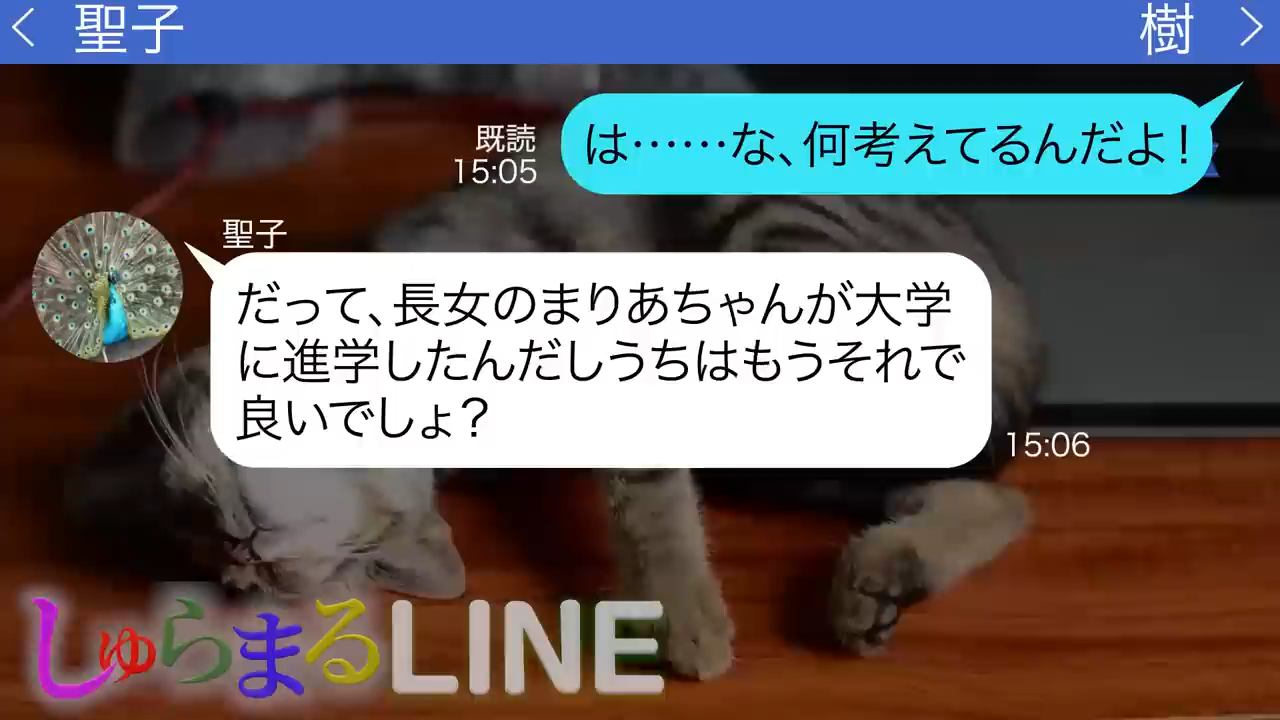 聖子
樹
は……な、何考えてるんだよ！
既読
15:05
聖子
だって、長女のまりあちゃんが大学
に進学したんだしうちはもうそれで
良いでしょ？
15:06
しゅらまるLINE